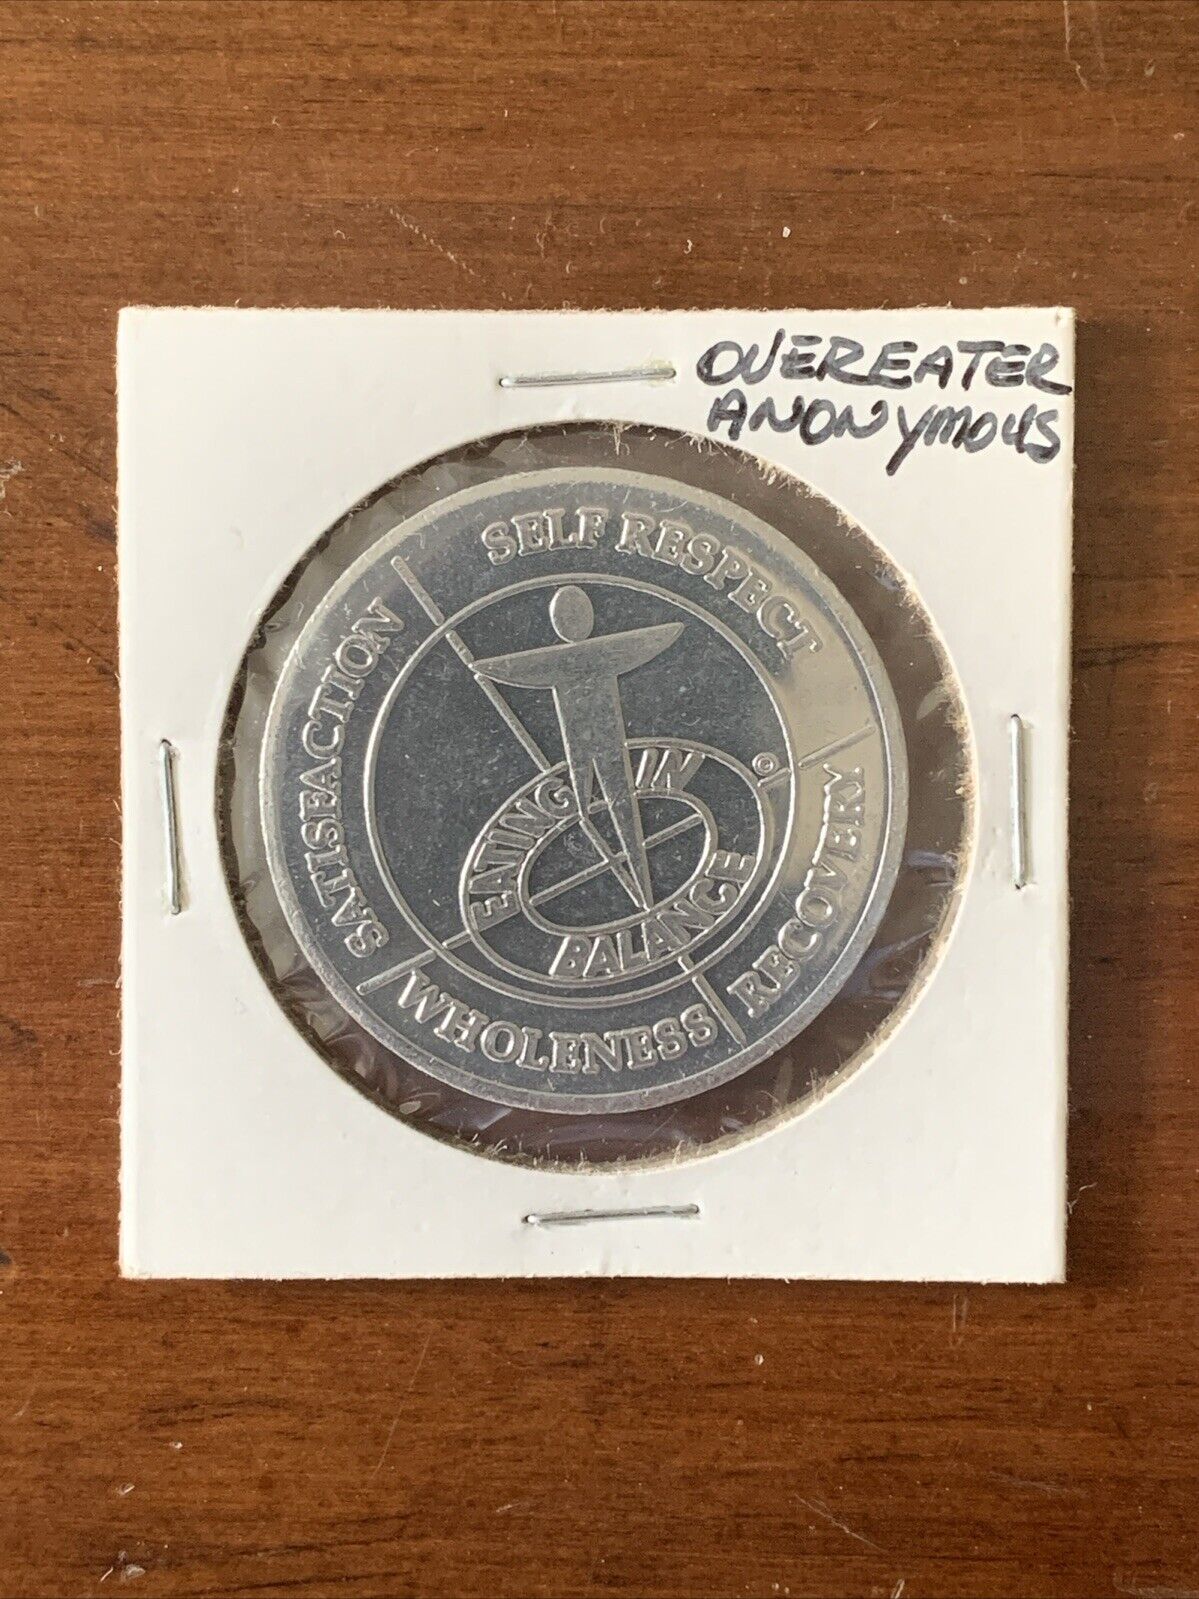 OVEREATER
ANONYMOUS
SELF RESPECT
SATISFACTION
RECOVERY
WHOLENESS
EATING IN
BALANCE
©